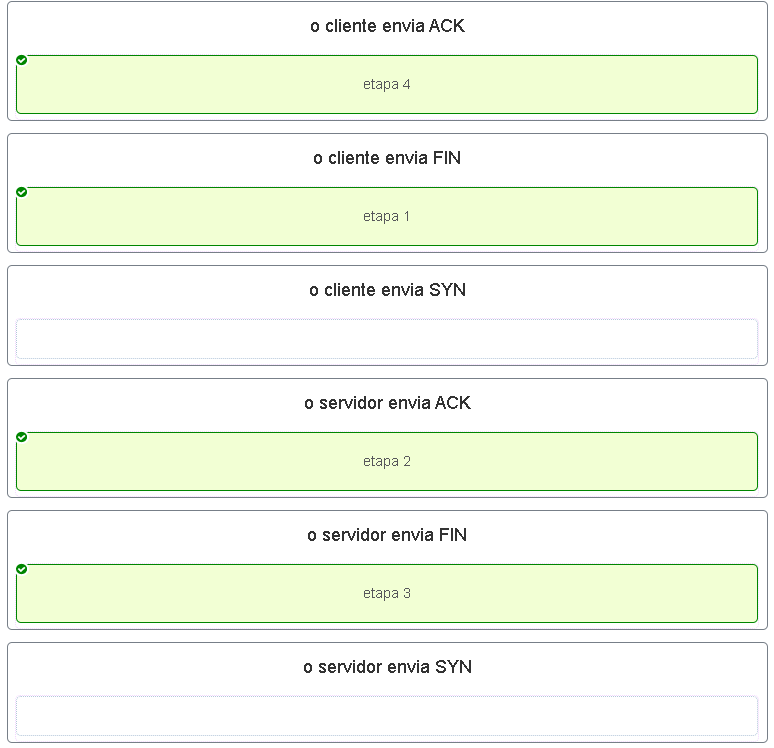 o cliente envia ACK
etapa 4
o cliente envia FIN
etapa 1
o cliente envia SYN
o servidor envia ACK
etapa 2
o servidor envia FIN
etapa 3
o servidor envia SYN